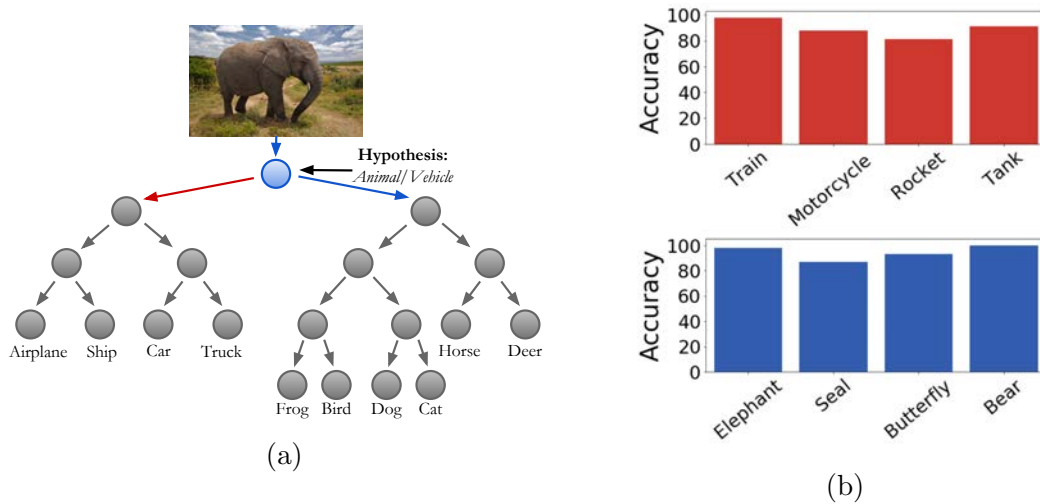 Hypothesis:
Animal/Vehicle
Airplane Ship Car Truck
Horse Deer
Frog Bird Dog Cat
(a)
Accuracy
100
80
60
40
20
0
Train Motorcycle Rocket Tank
Accuracy
100
80
60
40
20
0
Elephant Seal Butterfly Bear
(b)